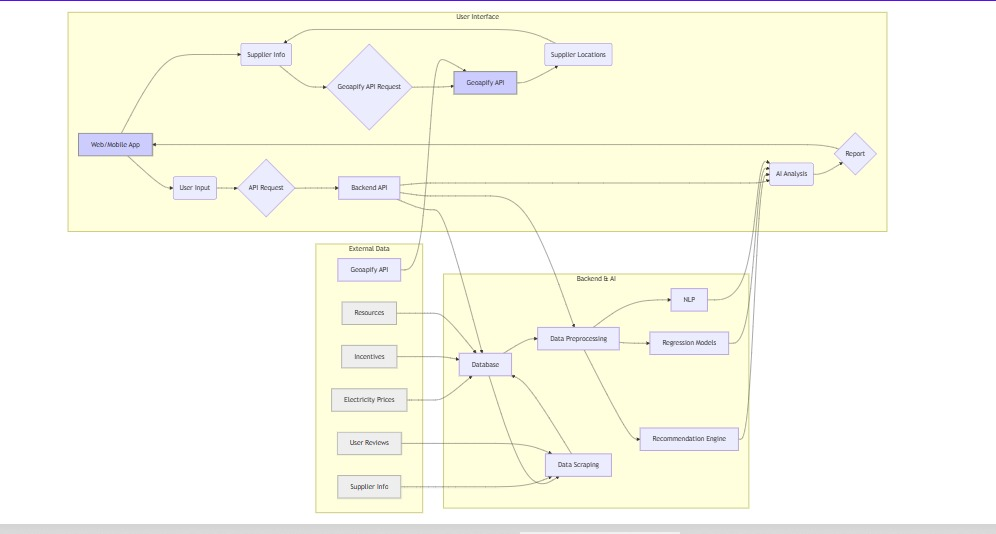 User Interface
Supplier Info
Supplier Locations
Geoapify API Request
Geoapify API
Web/Mobile App
Report
AI Analysis
User Input
API Request
Backend API
External Data
Geoapify API
Resources
Incentives
Electricity Prices
User Reviews
Supplier Info
Backend & AI
NLP
Data Preprocessing
Regression Models
Database
Recommendation Engine
Data Scraping